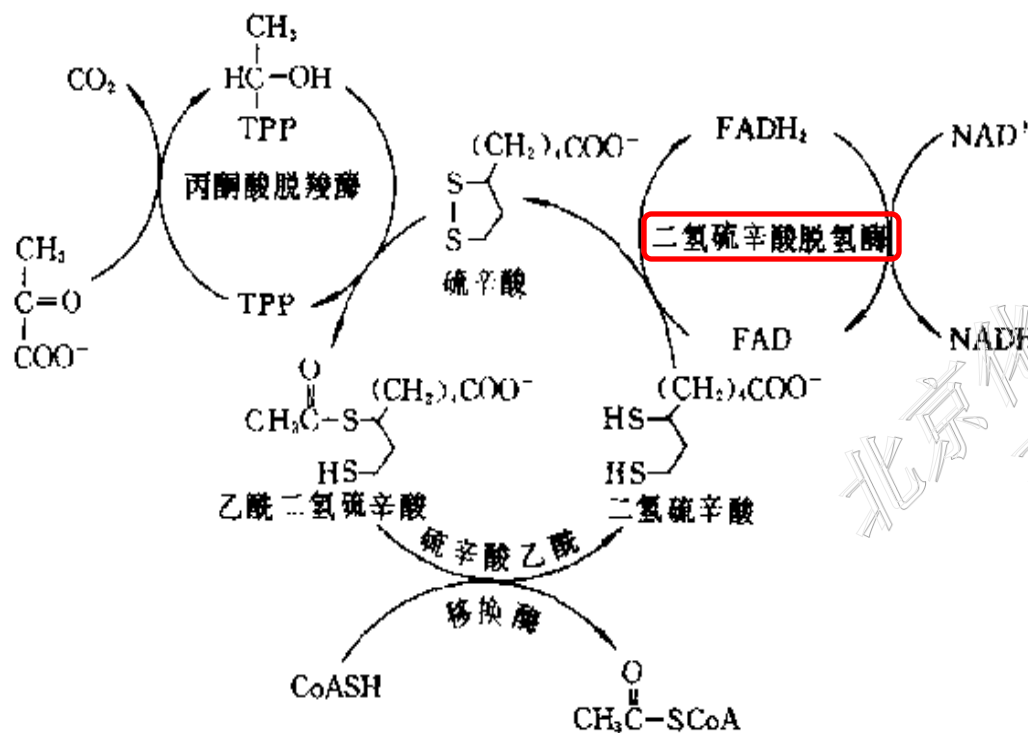 CH₃
CO₂
HC—OH
TPP
丙酮酸脱羧酶
CH₃
C=O
COO⁻
TPP
(CH₂)₄COO⁻
S
S
硫辛酸
FADH₂
NAD⁺
二氢硫辛酸脱氢酶
FAD
NADH
O
(CH₂)₄COO⁻
CH₃C—S
HS
乙酰二氢硫辛酸
(CH₂)₄COO⁻
HS
HS
二氢硫辛酸
硫辛酸乙酰
移换酶
CoASH
O
CH₃C—SCoA
北京